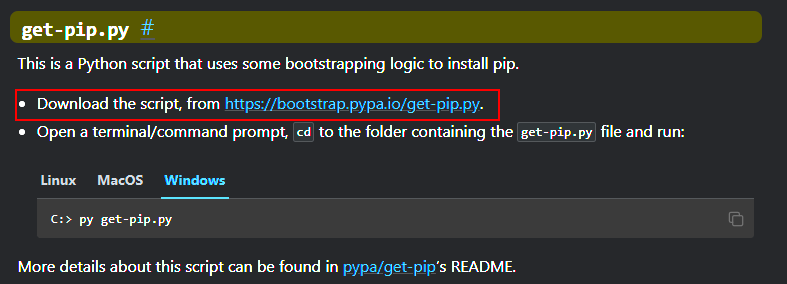 get-pip.py #
This is a Python script that uses some bootstrapping logic to install pip.
• Download the script, from https://bootstrap.pypa.io/get-pip.py.
• Open a terminal/command prompt, cd to the folder containing the get-pip.py file and run:
Linux MacOS Windows
C:> py get-pip.py
More details about this script can be found in pypa/get-pip's README.